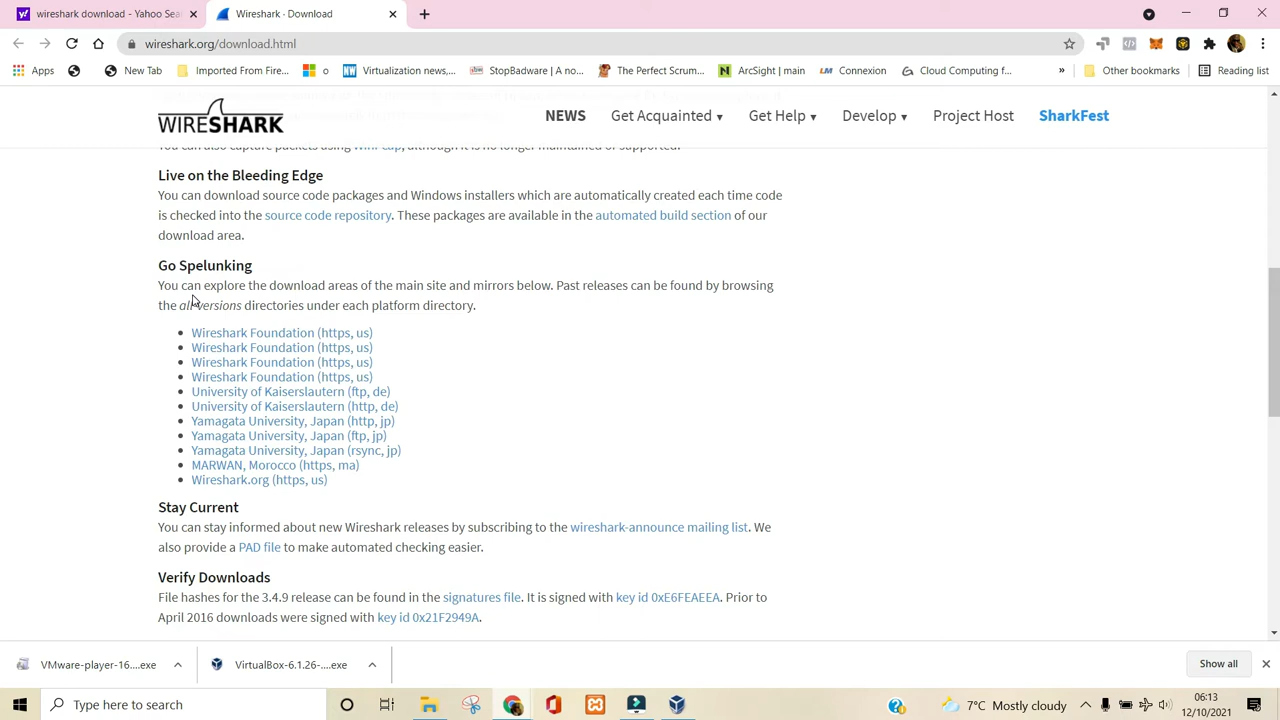 wireshark download - Yahoo Sea
Wireshark · Download
wireshark.org/download.html
Apps
New Tab
Imported From Fire...
o
Virtualization news,...
StopBadware | A no...
The Perfect Scrum...
ArcSight | main
Connexion
Cloud Computing f...
»
Other bookmarks
Reading list
WIRESHARK
NEWS
Get Acquainted ▾
Get Help ▾
Develop ▾
Project Host
SharkFest
You can also capture packets using WinPcap, although it is no longer maintained or supported.
Live on the Bleeding Edge
You can download source code packages and Windows installers which are automatically created each time code
is checked into the source code repository. These packages are available in the automated build section of our
download area.
Go Spelunking
You can explore the download areas of the main site and mirrors below. Past releases can be found by browsing
the all-versions directories under each platform directory.
• Wireshark Foundation (https, us)
• Wireshark Foundation (https, us)
• Wireshark Foundation (https, us)
• Wireshark Foundation (https, us)
• University of Kaiserslautern (ftp, de)
• University of Kaiserslautern (http, de)
• Yamagata University, Japan (http, jp)
• Yamagata University, Japan (ftp, jp)
• Yamagata University, Japan (rsync, jp)
• MARWAN, Morocco (https, ma)
• Wireshark.org (https, us)
Stay Current
You can stay informed about new Wireshark releases by subscribing to the wireshark-announce mailing list. We
also provide a PAD file to make automated checking easier.
Verify Downloads
File hashes for the 3.4.9 release can be found in the signatures file. It is signed with key id 0xE6FEAEEA. Prior to
April 2016 downloads were signed with key id 0x21F2949A.
VMware-player-16....exe
VirtualBox-6.1.26-....exe
Show all
Type here to search
7°C Mostly cloudy
06:13
12/10/2021